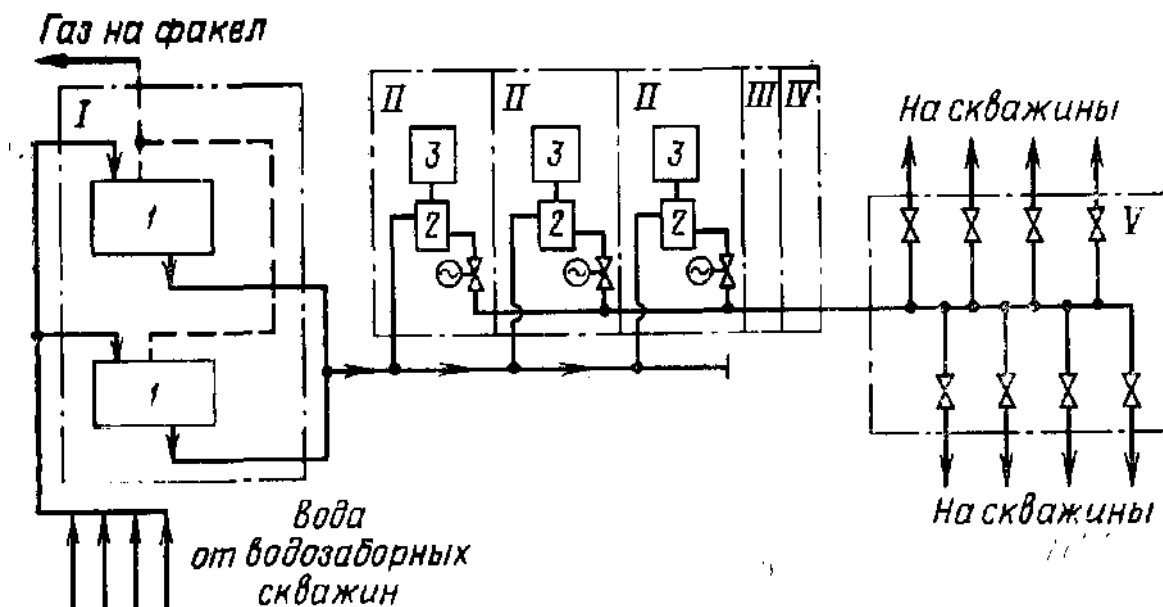 Газ на факел
I
II
II
II
III
IV
На скважины
3
3
3
1
2
2
2
V
1
Вода
от водозаборных
скважин
На скважины